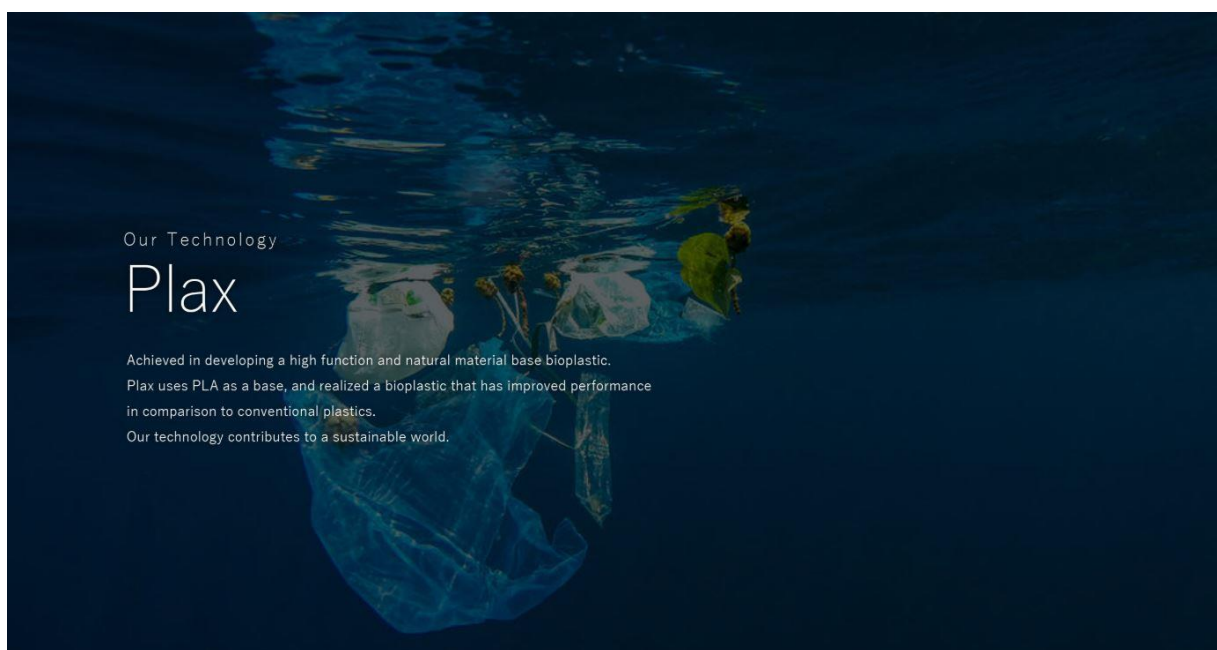 Our Technology
Plax
Achieved in developing a high function and natural material base bioplastic.
Plax uses PLA as a base, and realized a bioplastic that has improved performance
in comparison to conventional plastics.
Our technology contributes to a sustainable world.